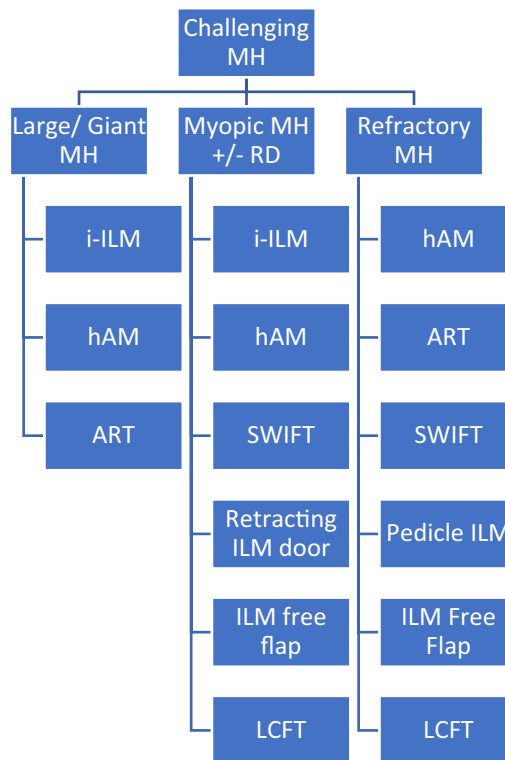 Challenging
MH
Large/ Giant
MH
i-ILM
hAM
ART
Myopic MH
+/- RD
i-ILM
hAM
SWIFT
Retracting
ILM door
ILM free
flap
LCFT
Refractory
MH
hAM
ART
SWIFT
Pedicle ILM
ILM Free
Flap
LCFT